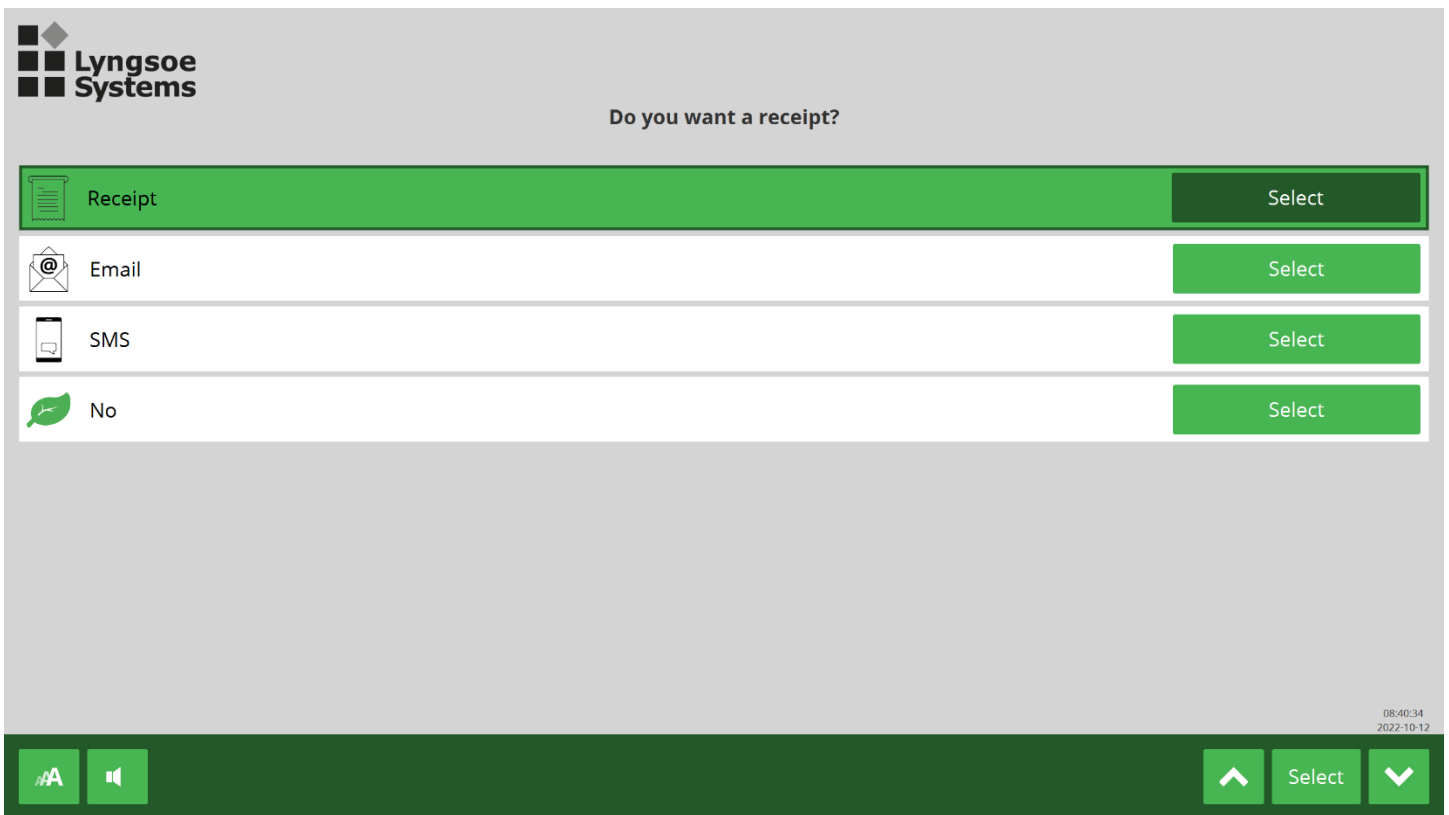 Lyngsoe
Systems
Do you want a receipt?
Receipt Select
@
Email Select
SMS Select
No Select
08:40:34
2022-10-12
AAA Select